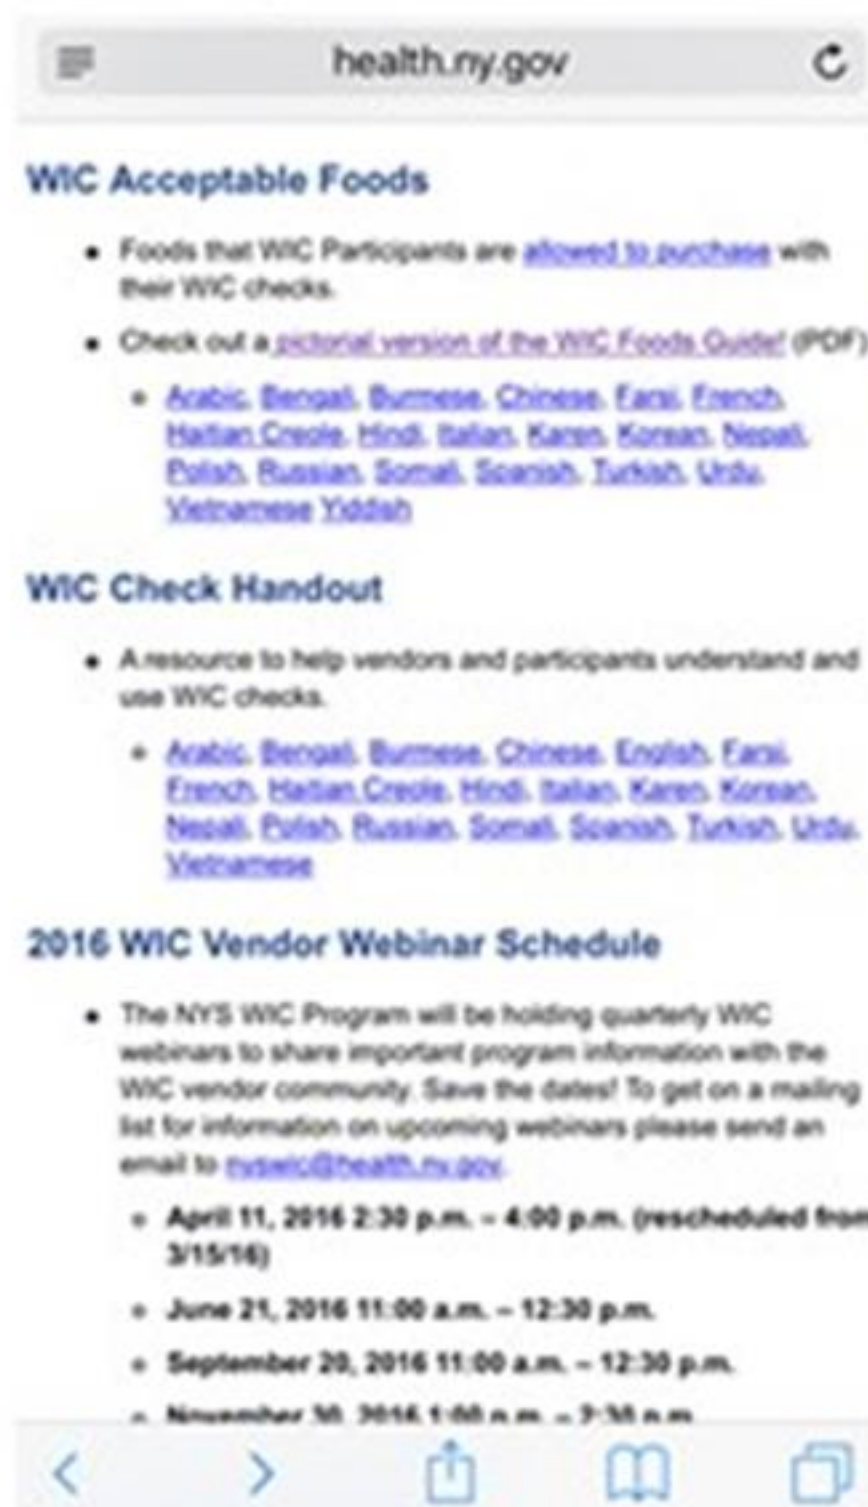 health.ny.gov
WIC Acceptable Foods
• Foods that WIC Participants are allowed to purchase with
their WIC checks.
• Check out a pictorial version of the WIC Foods Guide! (PDF)
Arabic, Bengali, Burmese, Chinese, Farsi, French,
Haitian Creole, Hindi, Italian, Karen, Korean, Nepali,
Polish, Russian, Somali, Spanish, Turkish, Urdu,
Vietnamese Yiddish
WIC Check Handout
• A resource to help vendors and participants understand and
use WIC checks.
Arabic, Bengali, Burmese, Chinese, English, Farsi,
French, Haitian Creole, Hindi, Italian, Karen, Korean,
Nepali, Polish, Russian, Somali, Spanish, Turkish, Urdu,
Vietnamese
2016 WIC Vendor Webinar Schedule
• The NYS WIC Program will be holding quarterly WIC
webinars to share important program information with the
WIC vendor community. Save the dates! To get on a mailing
list for information on upcoming webinars please send an
email to nyswic@health.ny.gov.
April 11, 2016 2:30 p.m. – 4:00 p.m. (rescheduled from
3/15/16)
June 21, 2016 11:00 a.m. – 12:30 p.m.
September 20, 2016 11:00 a.m. – 12:30 p.m.
November 30, 2016 1:00 p.m. – 2:30 p.m.